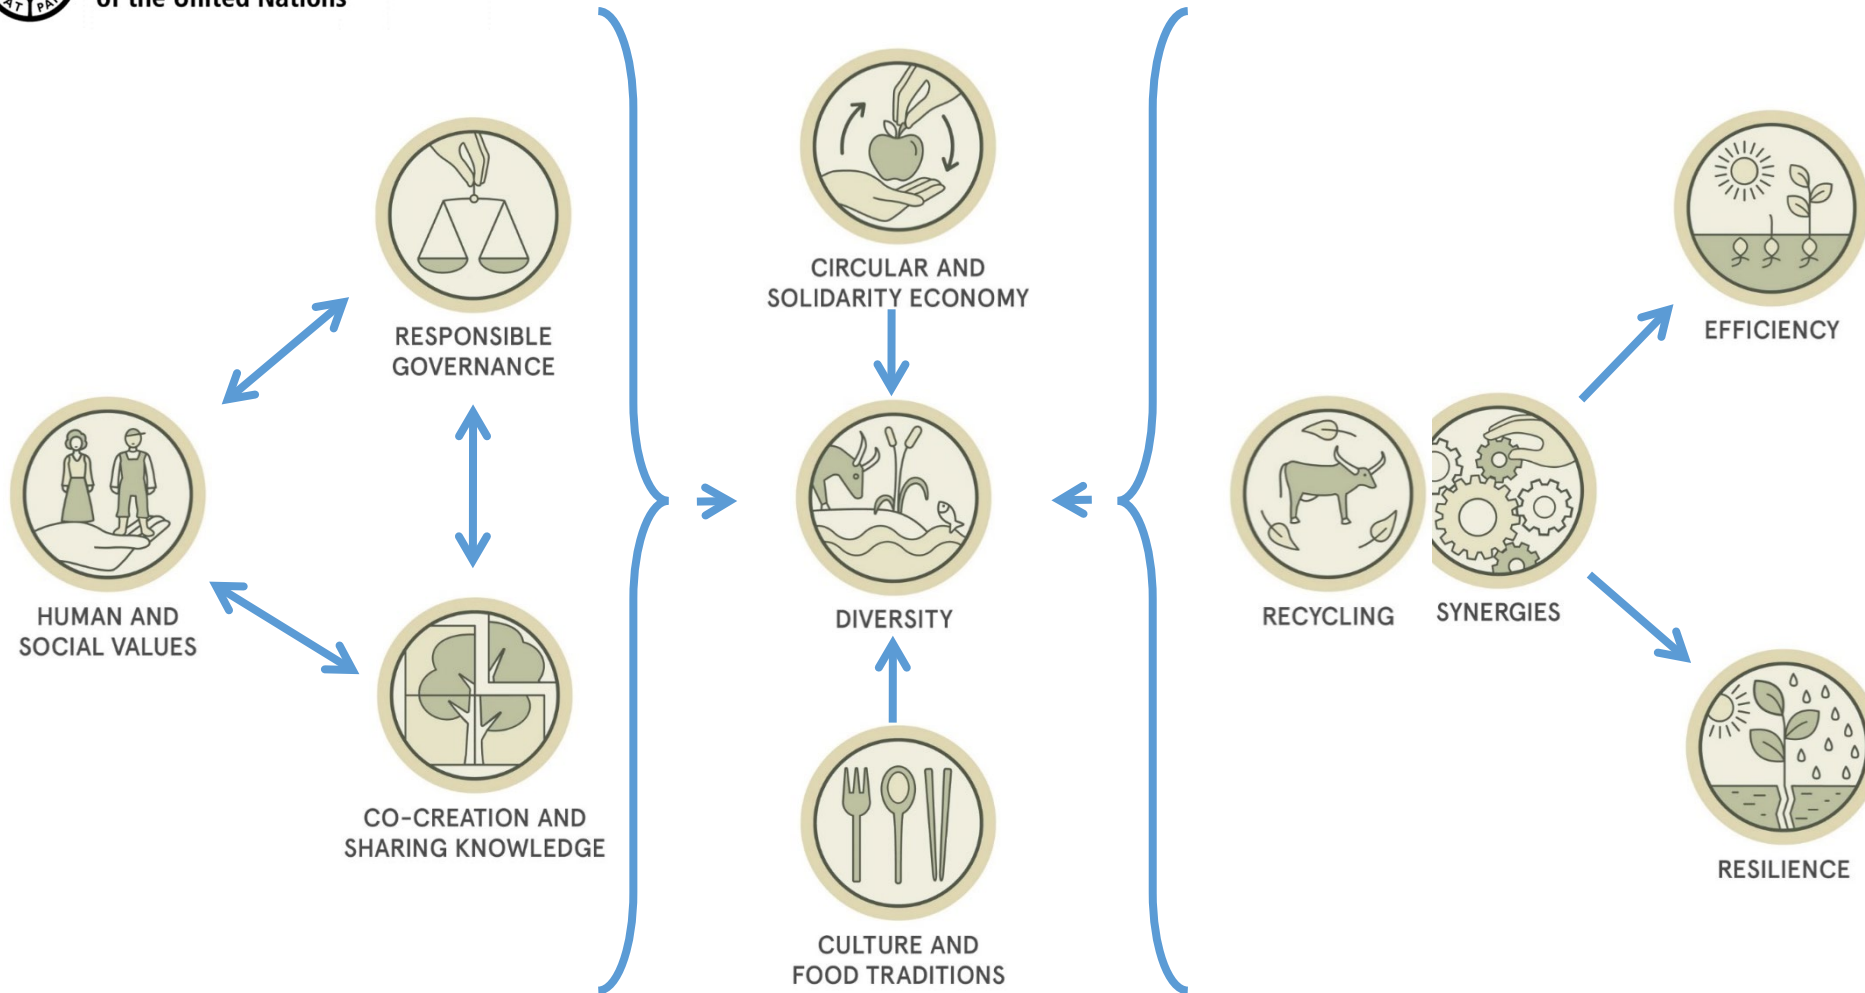 of the United Nations
RESPONSIBLE
GOVERNANCE
HUMAN AND
SOCIAL VALUES
CO-CREATION AND
SHARING KNOWLEDGE
CIRCULAR AND
SOLIDARITY ECONOMY
DIVERSITY
CULTURE AND
FOOD TRADITIONS
RECYCLING
SYNERGIES
EFFICIENCY
RESILIENCE